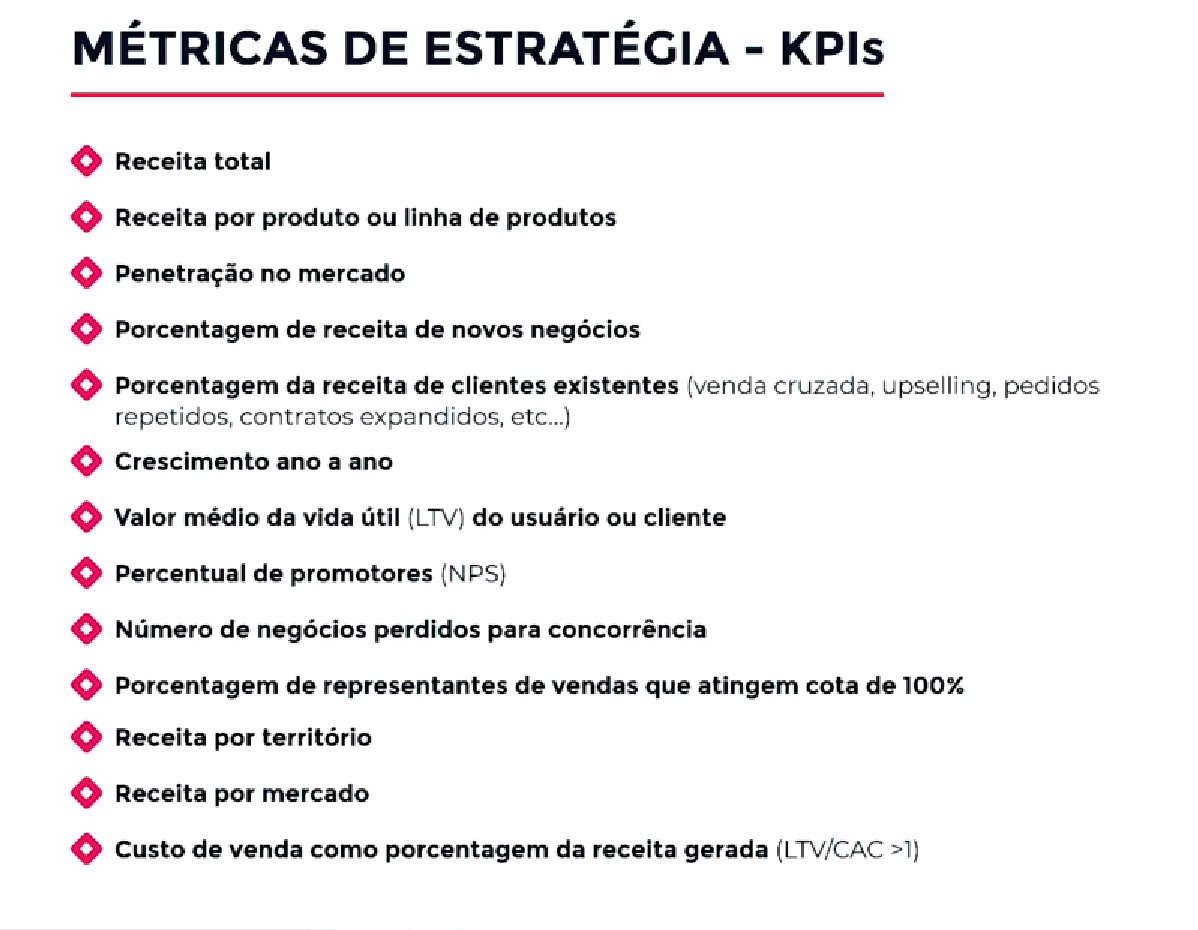 MÉTRICAS DE ESTRATÉGIA - KPIs
Receita total
Receita por produto ou linha de produtos
Penetração no mercado
Porcentagem de receita de novos negócios
Porcentagem da receita de clientes existentes (venda cruzada, upselling, pedidos
repetidos, contratos expandidos, etc...)
Crescimento ano a ano
Valor médio da vida útil (LTV) do usuário ou cliente
Percentual de promotores (NPS)
Número de negócios perdidos para concorrência
Porcentagem de representantes de vendas que atingem cota de 100%
Receita por território
Receita por mercado
Custo de venda como porcentagem da receita gerada (LTV/CAC >1)